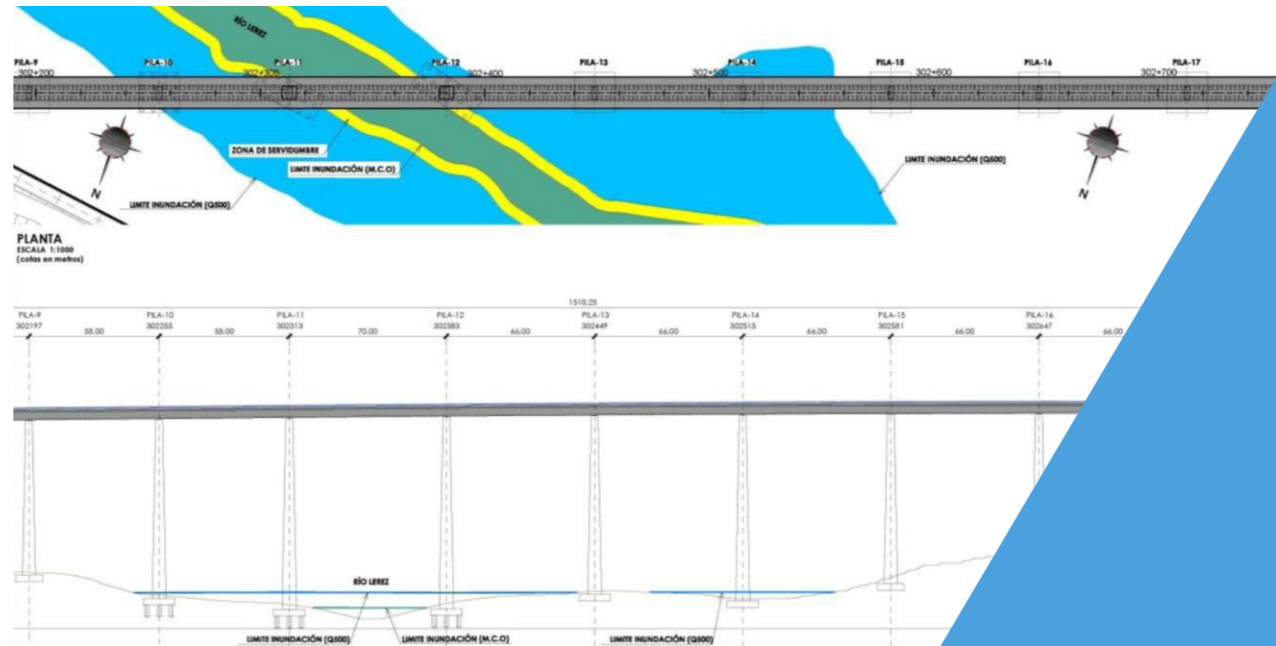 RÍO LEREZ
PILA-9 PILA-10 PILA-11 PILA-12 PILA-13 PILA-14 PILA-15 PILA-16 PILA-17
302+200 302+300 302+400 302+500 302+600 302+700
ZONA DE SERVIDUMBRE
LIMTE INUNDACIÓN (M.C.O)
LIMITE INUNDACIÓN (Q500)
N
LIMTE INUNDACIÓN (Q500)
N
PLANTA
ESCALA 1:1000
(cotas en metros)
1510.25
PILA-9 PILA-10 PILA-11 PILA-12 PILA-13 PILA-14 PILA-15 PILA-16
302197 302255 302313 302383 302449 302515 302581 302647
58.00 58.00 70.00 66.00 66.00 66.00 66.00 66.00
RÍO LEREZ
LIMITE INUNDACIÓN (Q500) LIMITE INUNDACIÓN (M.C.O) LIMITE INUNDACIÓN (Q500)